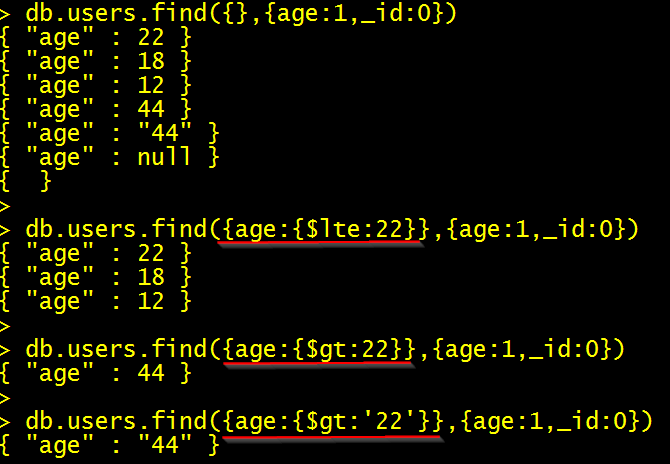 > db.users.find({},{age:1,_id:0})
{ "age" : 22 }
{ "age" : 18 }
{ "age" : 12 }
{ "age" : 44 }
{ "age" : "44" }
{ "age" : null }
{  }
>
> db.users.find({age:{$lte:22}},{age:1,_id:0})
{ "age" : 22 }
{ "age" : 18 }
{ "age" : 12 }
>
> db.users.find({age:{$gt:22}},{age:1,_id:0})
{ "age" : 44 }
>
> db.users.find({age:{$gt:'22'}},{age:1,_id:0})
{ "age" : "44" }